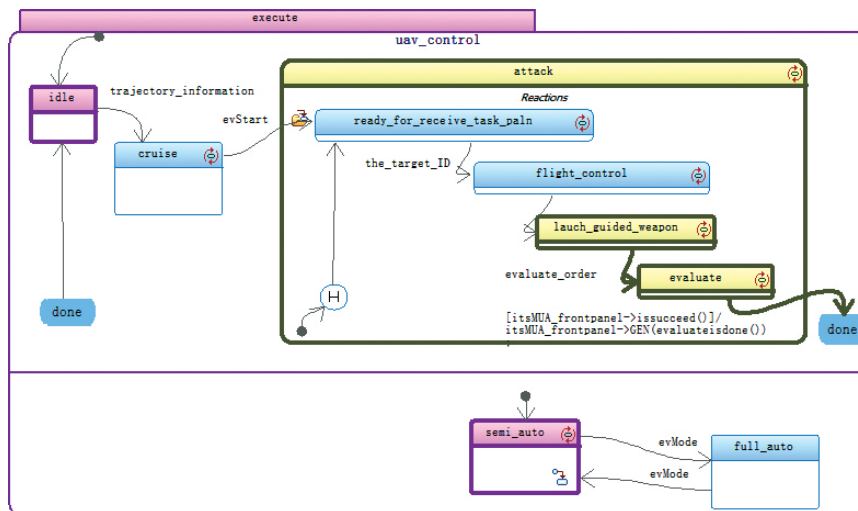 execute
uav_control
attack
Reactions
idle
trajectory_information
evStart
ready_for_receive_task_paln
cruise
the_target_ID
flight_control
lauch_guided_weapon
evaluate_order
evaluate
H
done
[itsMUA_frontpanel->issucceed()]/
itsMUA_frontpanel->GEN(evaluateisdone())
done
semi_auto
evMode
full_auto
evMode